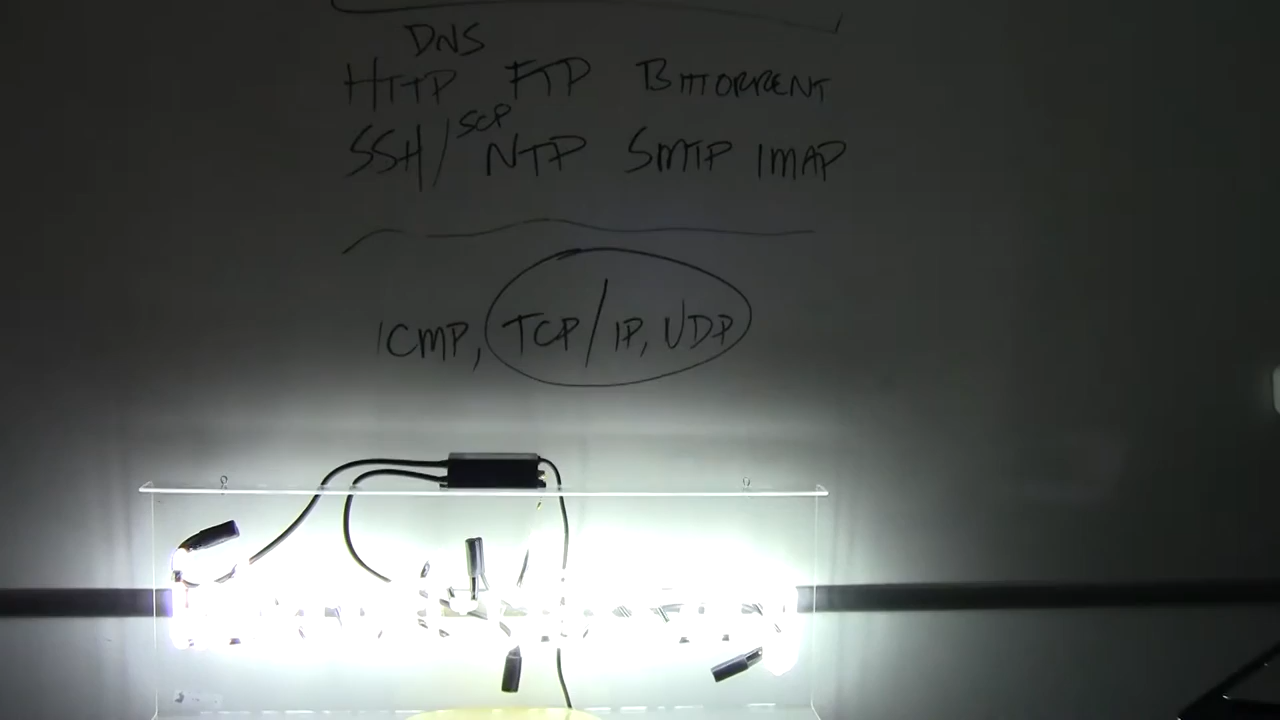 DNS
HTTP FTP BITTORRENT
SSH/SCP NTP SMTP IMAP
ICMP, TCP/IP, UDP